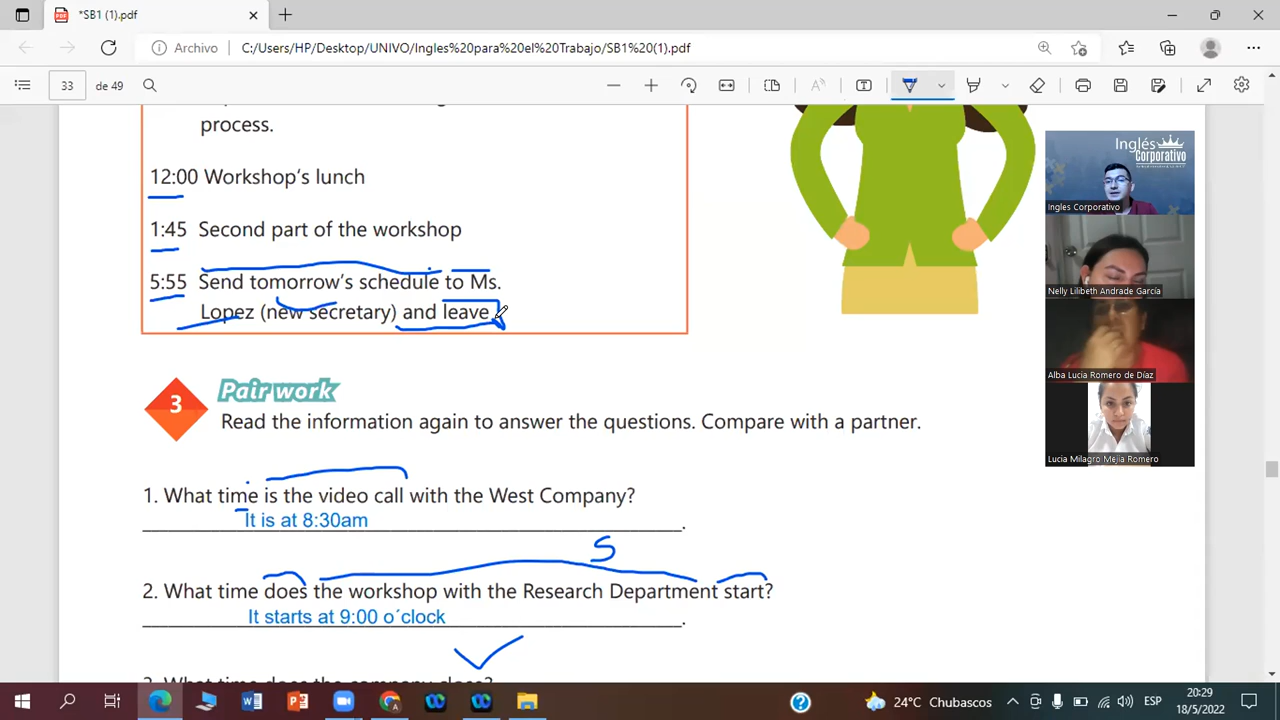 *SB1 (1).pdf
Archivo
C:/Users/HP/Desktop/UNIVO/Ingles%20para%20el%20Trabajo/SB1%20(1).pdf
33
de 49
process.
12:00 Workshop's lunch
1:45 Second part of the workshop
5:55 Send tomorrow's schedule to Ms.
Lopez (new secretary) and leave
Inglés
Corporativo
Ingles Corporativo
Nelly Lilibeth Andrade García
Alba Lucia Romero de Díaz
Lucia Milagro Mejia Romero
3
Pair work
Read the information again to answer the questions. Compare with a partner.
1. What time is the video call with the West Company?
It is at 8:30am
S
2. What time does the workshop with the Research Department start?
It starts at 9:00 o´clock
24°C Chubascos
ESP
20:29
18/5/2022